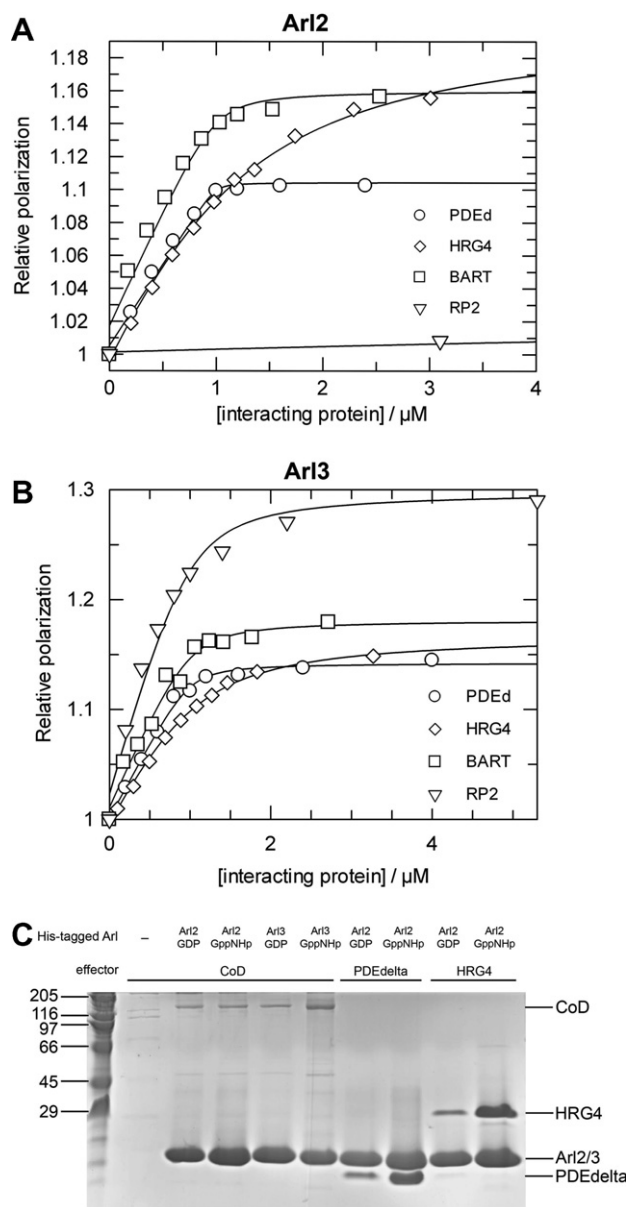 A
Arl2
1.18
1.16
1.14
1.12
1.1
1.08
1.06
1.04
1.02
1
Relative polarization
PDEd
HRG4
BART
RP2
0 1 2 3 4
[interacting protein] / µM
B
Arl3
1.3
1.2
1.1
1
Relative polarization
PDEd
HRG4
BART
RP2
0 2 4
[interacting protein] / µM
C
His-tagged Arl – Arl2 GDP Arl2 GppNHp Arl3 GDP Arl3 GppNHp Arl2 GDP Arl2 GppNHp Arl2 GDP Arl2 GppNHp
effector CoD PDEdelta HRG4
205
116
97
66
45
29
CoD
HRG4
Arl2/3
PDEdelta